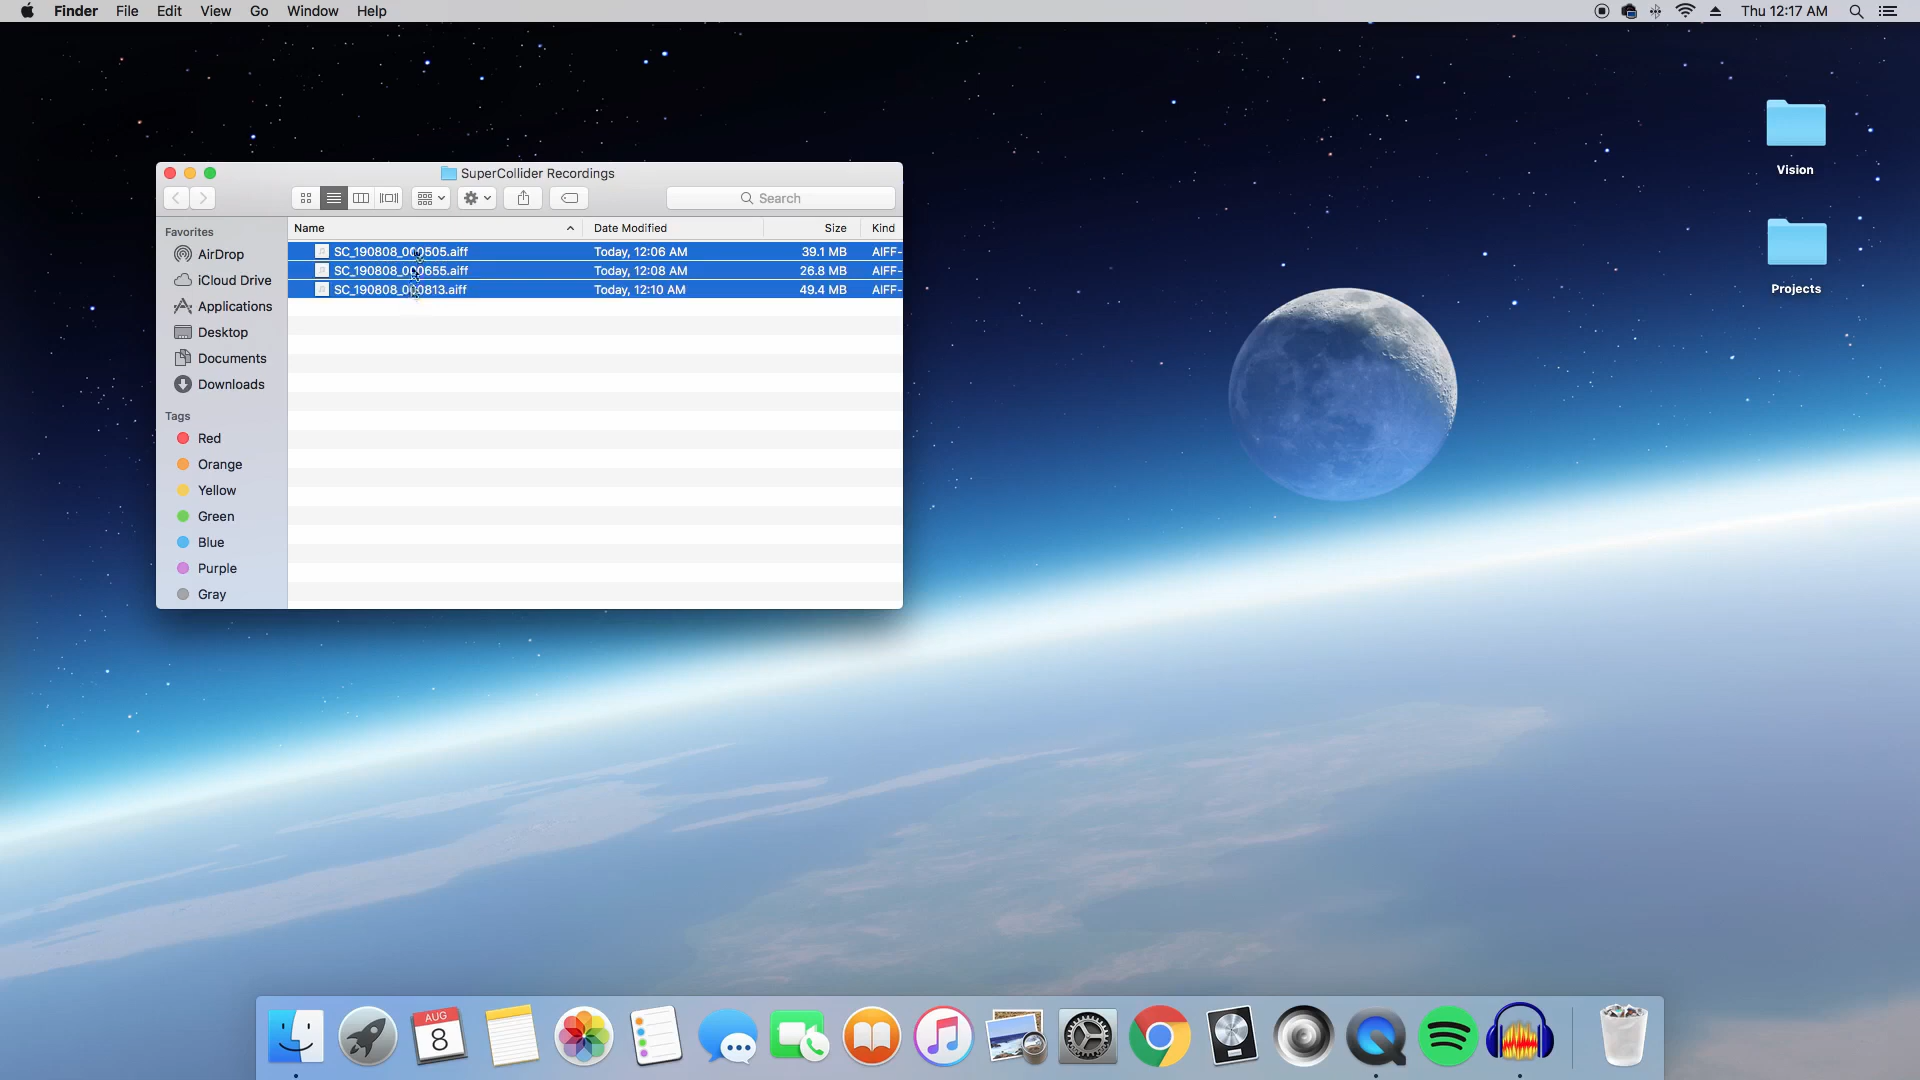 Finder File Edit View Go Window Help Thu 12:17 AM
SuperCollider Recordings
Search
Favorites
AirDrop
iCloud Drive
Applications
Desktop
Documents
Downloads
Tags
Red
Orange
Yellow
Green
Blue
Purple
Gray
Name Date Modified Size Kind
SC_190808_000505.aiff Today, 12:06 AM 39.1 MB AIFF-
SC_190808_000655.aiff Today, 12:08 AM 26.8 MB AIFF-
SC_190808_000813.aiff Today, 12:10 AM 49.4 MB AIFF-
Vision
Projects
AUG
8